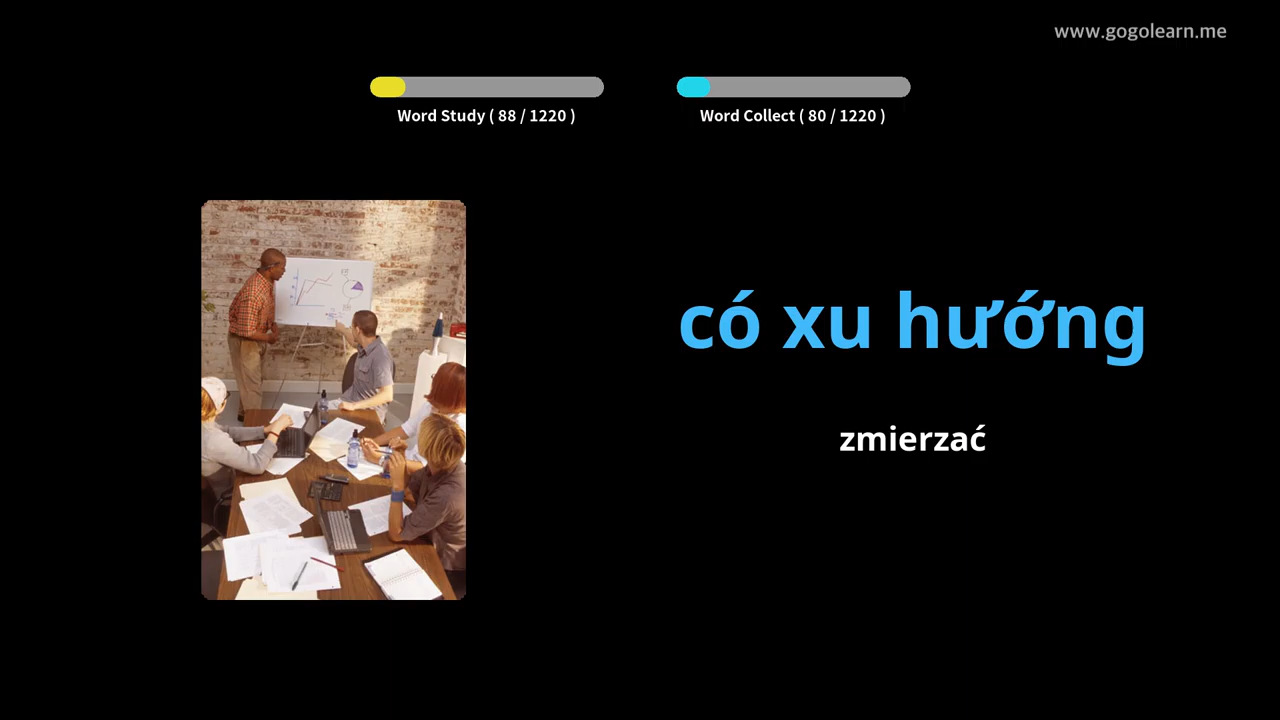 www.gogolearn.me
Word Study ( 88 / 1220 )
Word Collect ( 80 / 1220 )
có xu hướng
zmierzać